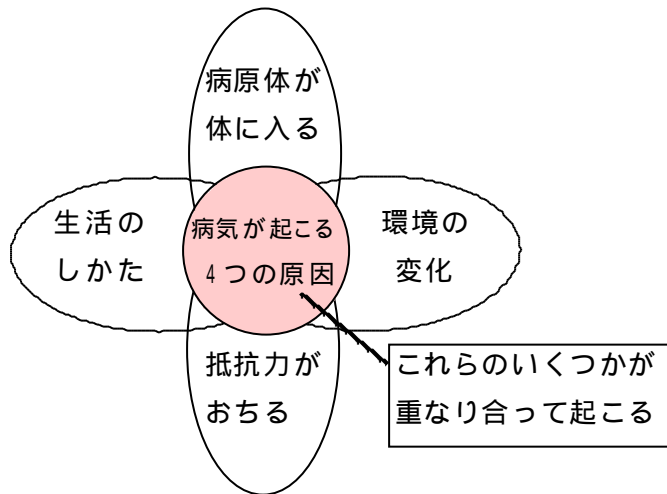 病原体が
体に入る
生活の
しかた
病気が起こる
4つの原因
環境の
変化
抵抗力が
おちる
これらのいくつかが
重なり合って起こる